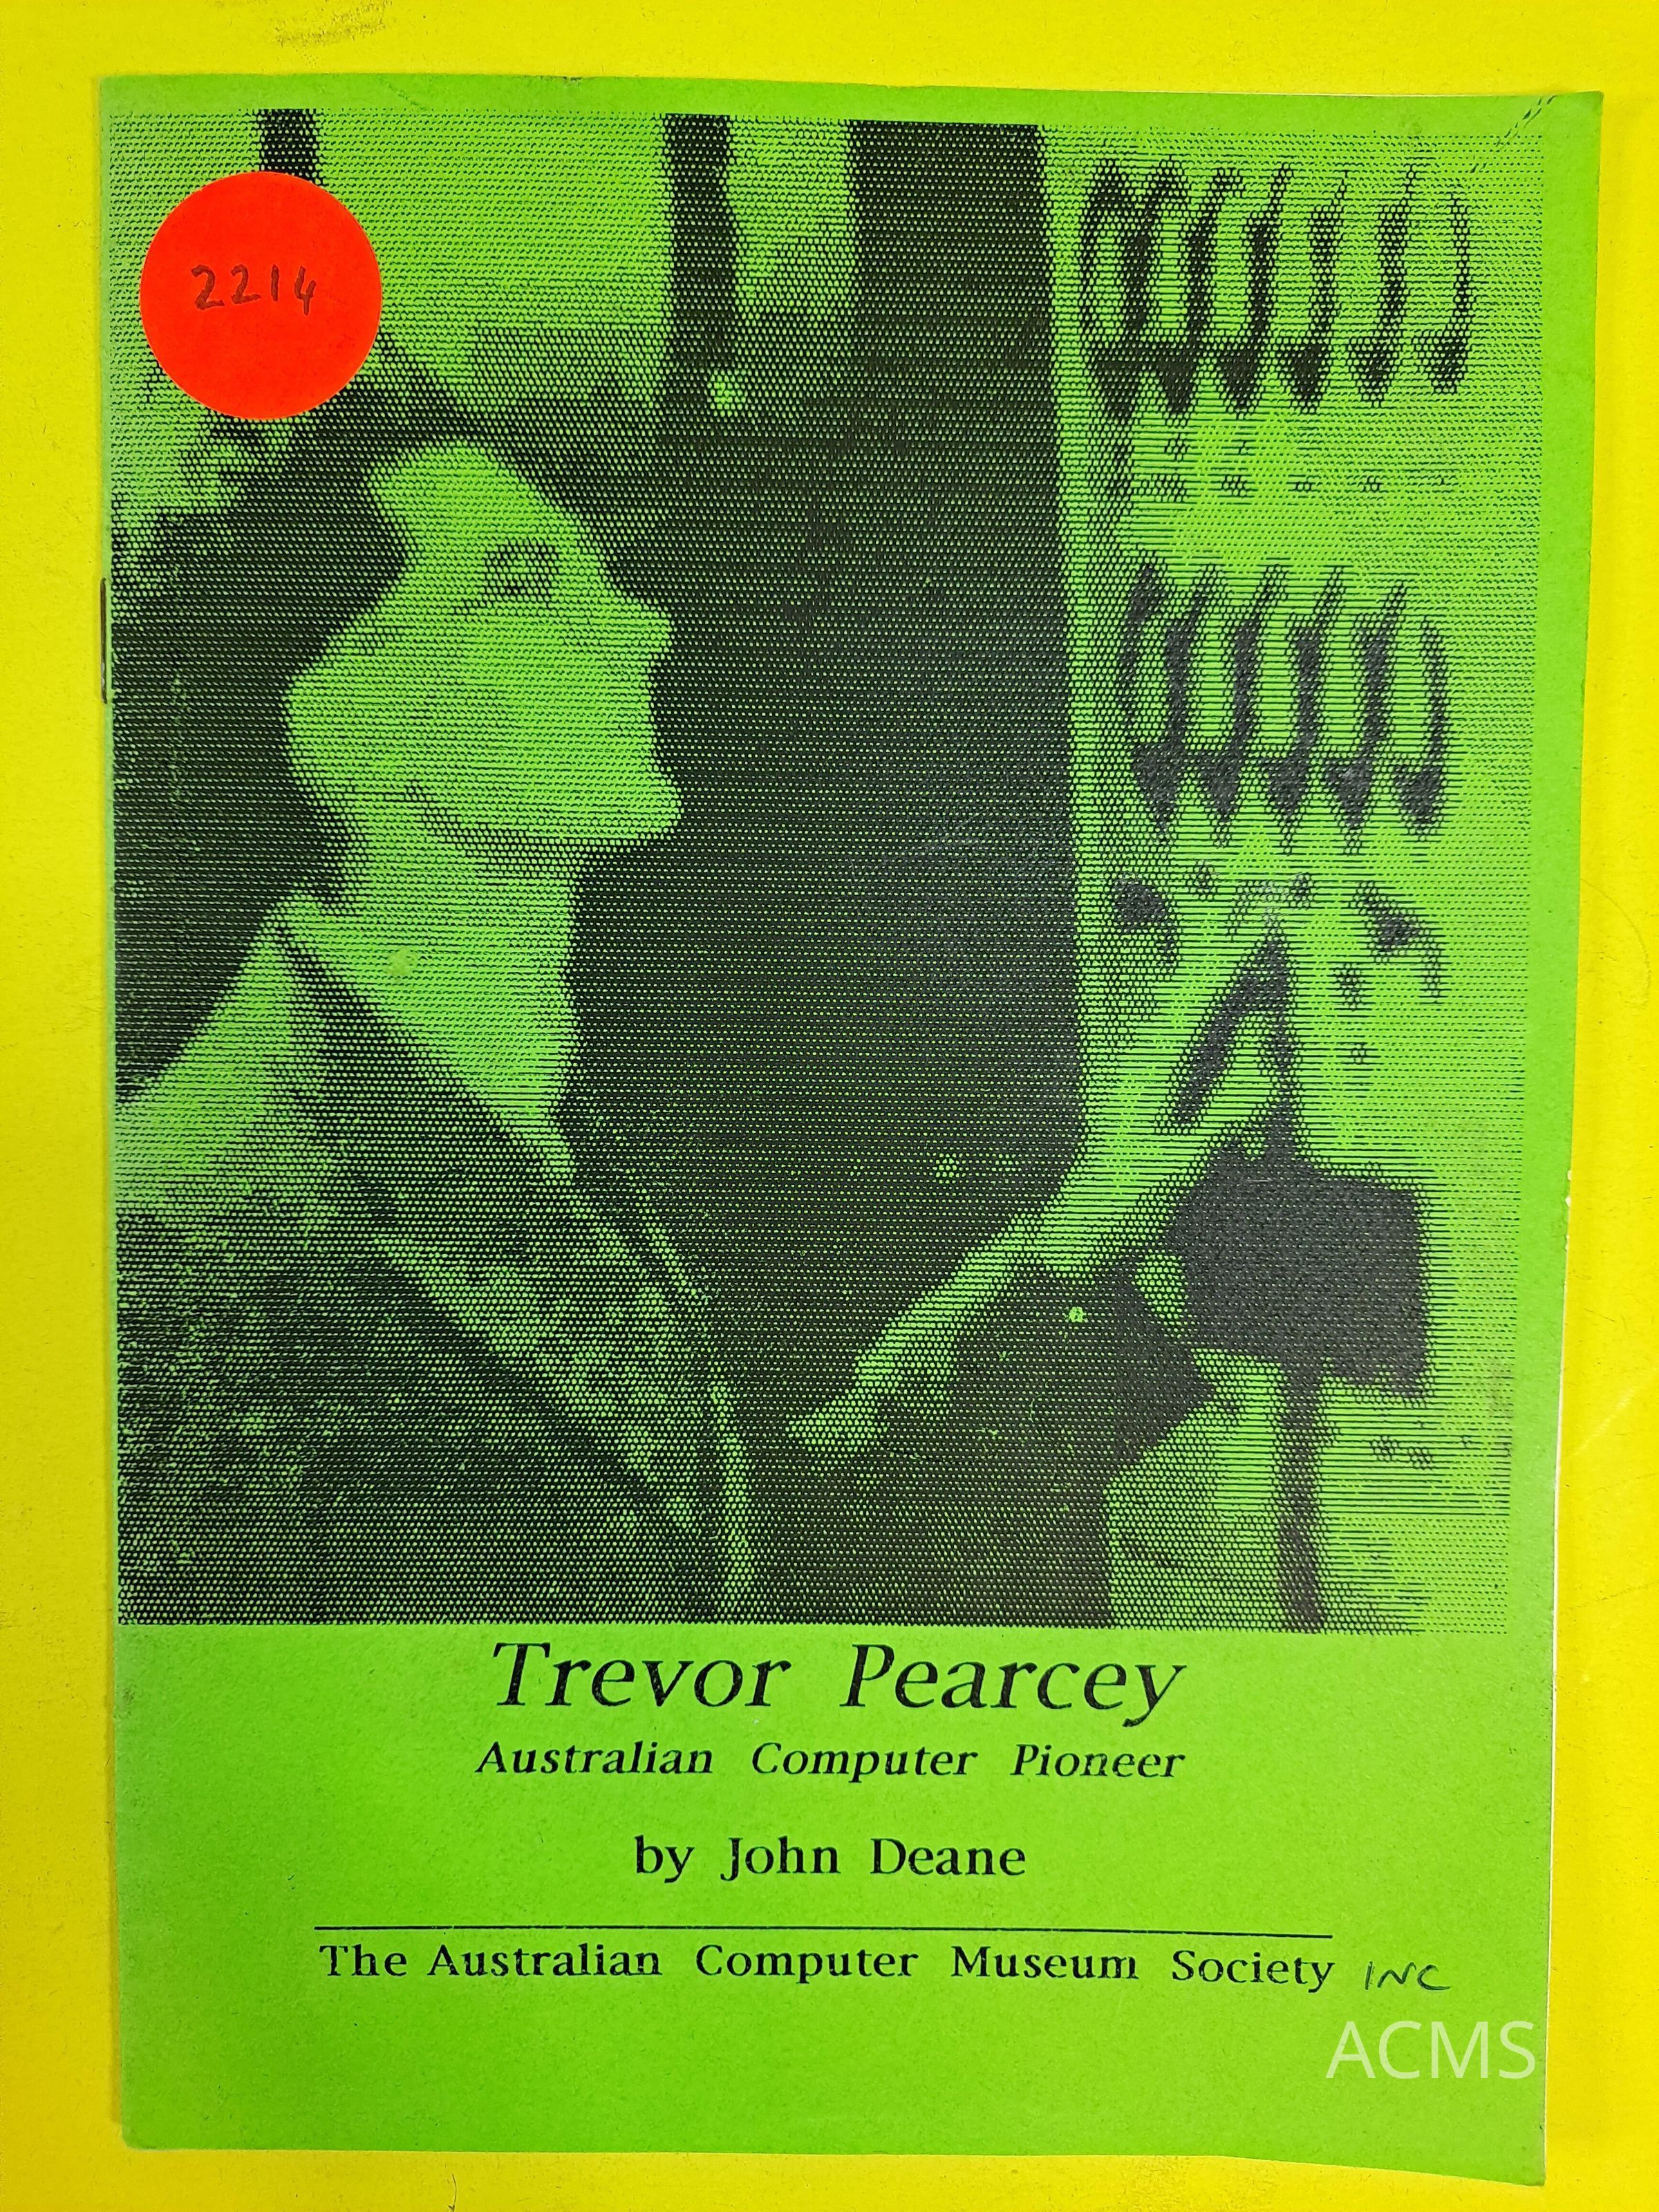 2214
Trevor Pearcey
Australian Computer Pioneer
by John Deane
The Australian Computer Museum Society INC
ACMS